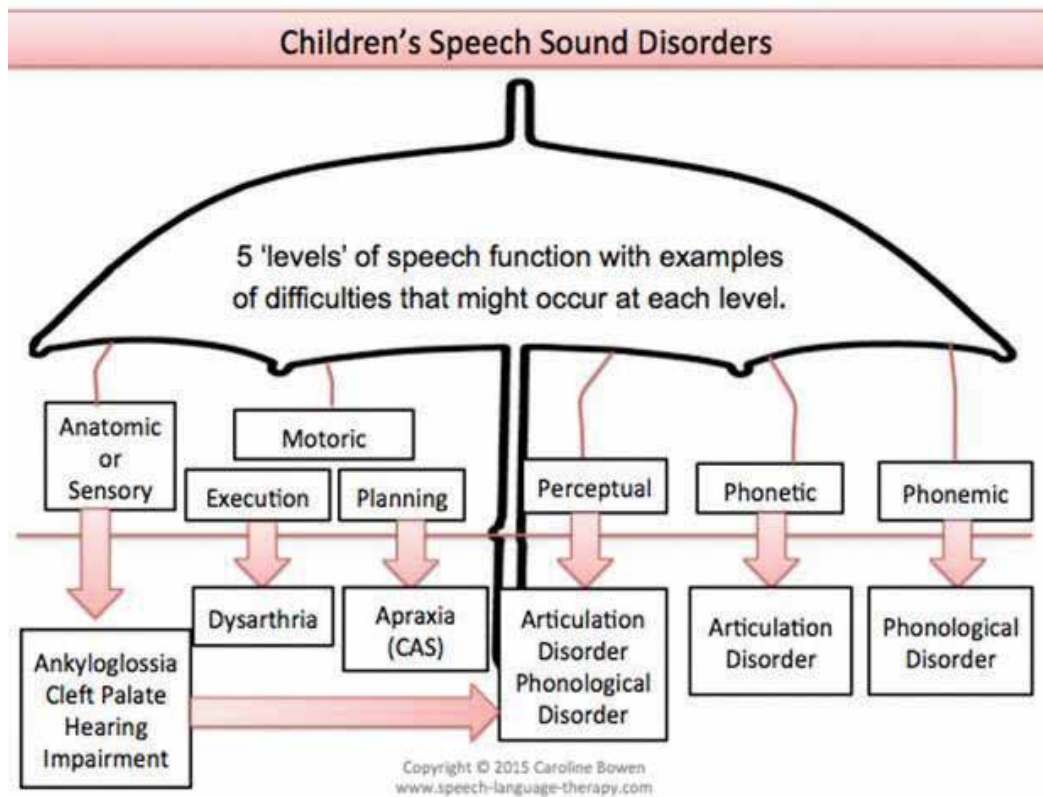 Children's Speech Sound Disorders
5 'levels' of speech function with examples
of difficulties that might occur at each level.
Anatomic
or
Sensory
Motoric
Execution
Planning
Perceptual
Phonetic
Phonemic
Ankyloglossia
Cleft Palate
Hearing
Impairment
Dysarthria
Apraxia
(CAS)
Articulation
Disorder
Phonological
Disorder
Articulation
Disorder
Phonological
Disorder
Copyright © 2015 Caroline Bowen
www.speech-language-therapy.com